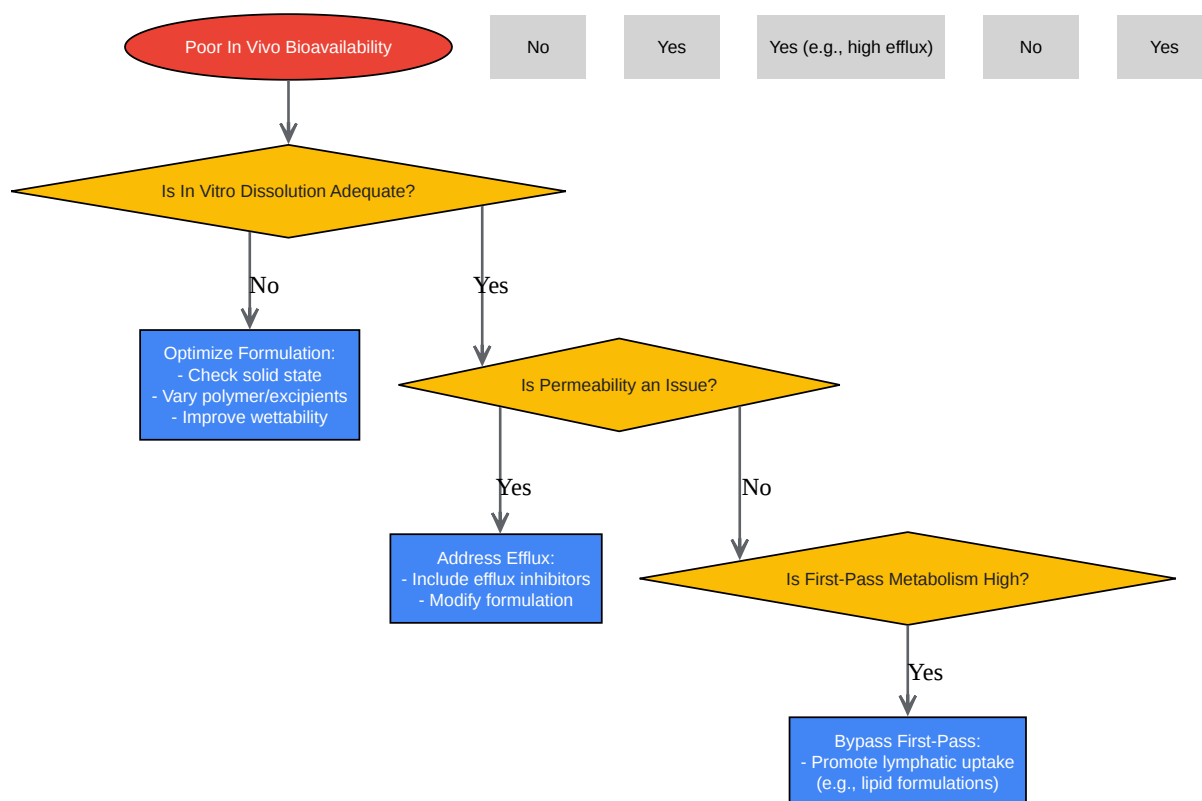 Poor In Vivo Bioavailability
No
Yes
Yes (e.g., high efflux)
No
Yes
Is In Vitro Dissolution Adequate?
No
Yes
Optimize Formulation:
- Check solid state
- Vary polymer/excipients
- Improve wettability
Is Permeability an Issue?
Yes
No
Address Efflux:
- Include efflux inhibitors
- Modify formulation
Is First-Pass Metabolism High?
Yes
Bypass First-Pass:
- Promote lymphatic uptake
(e.g., lipid formulations)